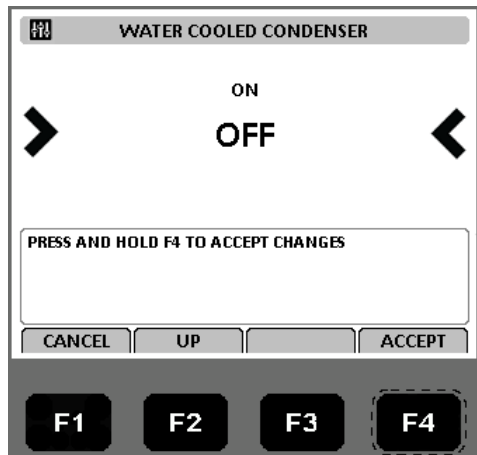 WATER COOLED CONDENSER
ON
OFF
PRESS AND HOLD F4 TO ACCEPT CHANGES
CANCEL UP ACCEPT
F1 F2 F3 F4